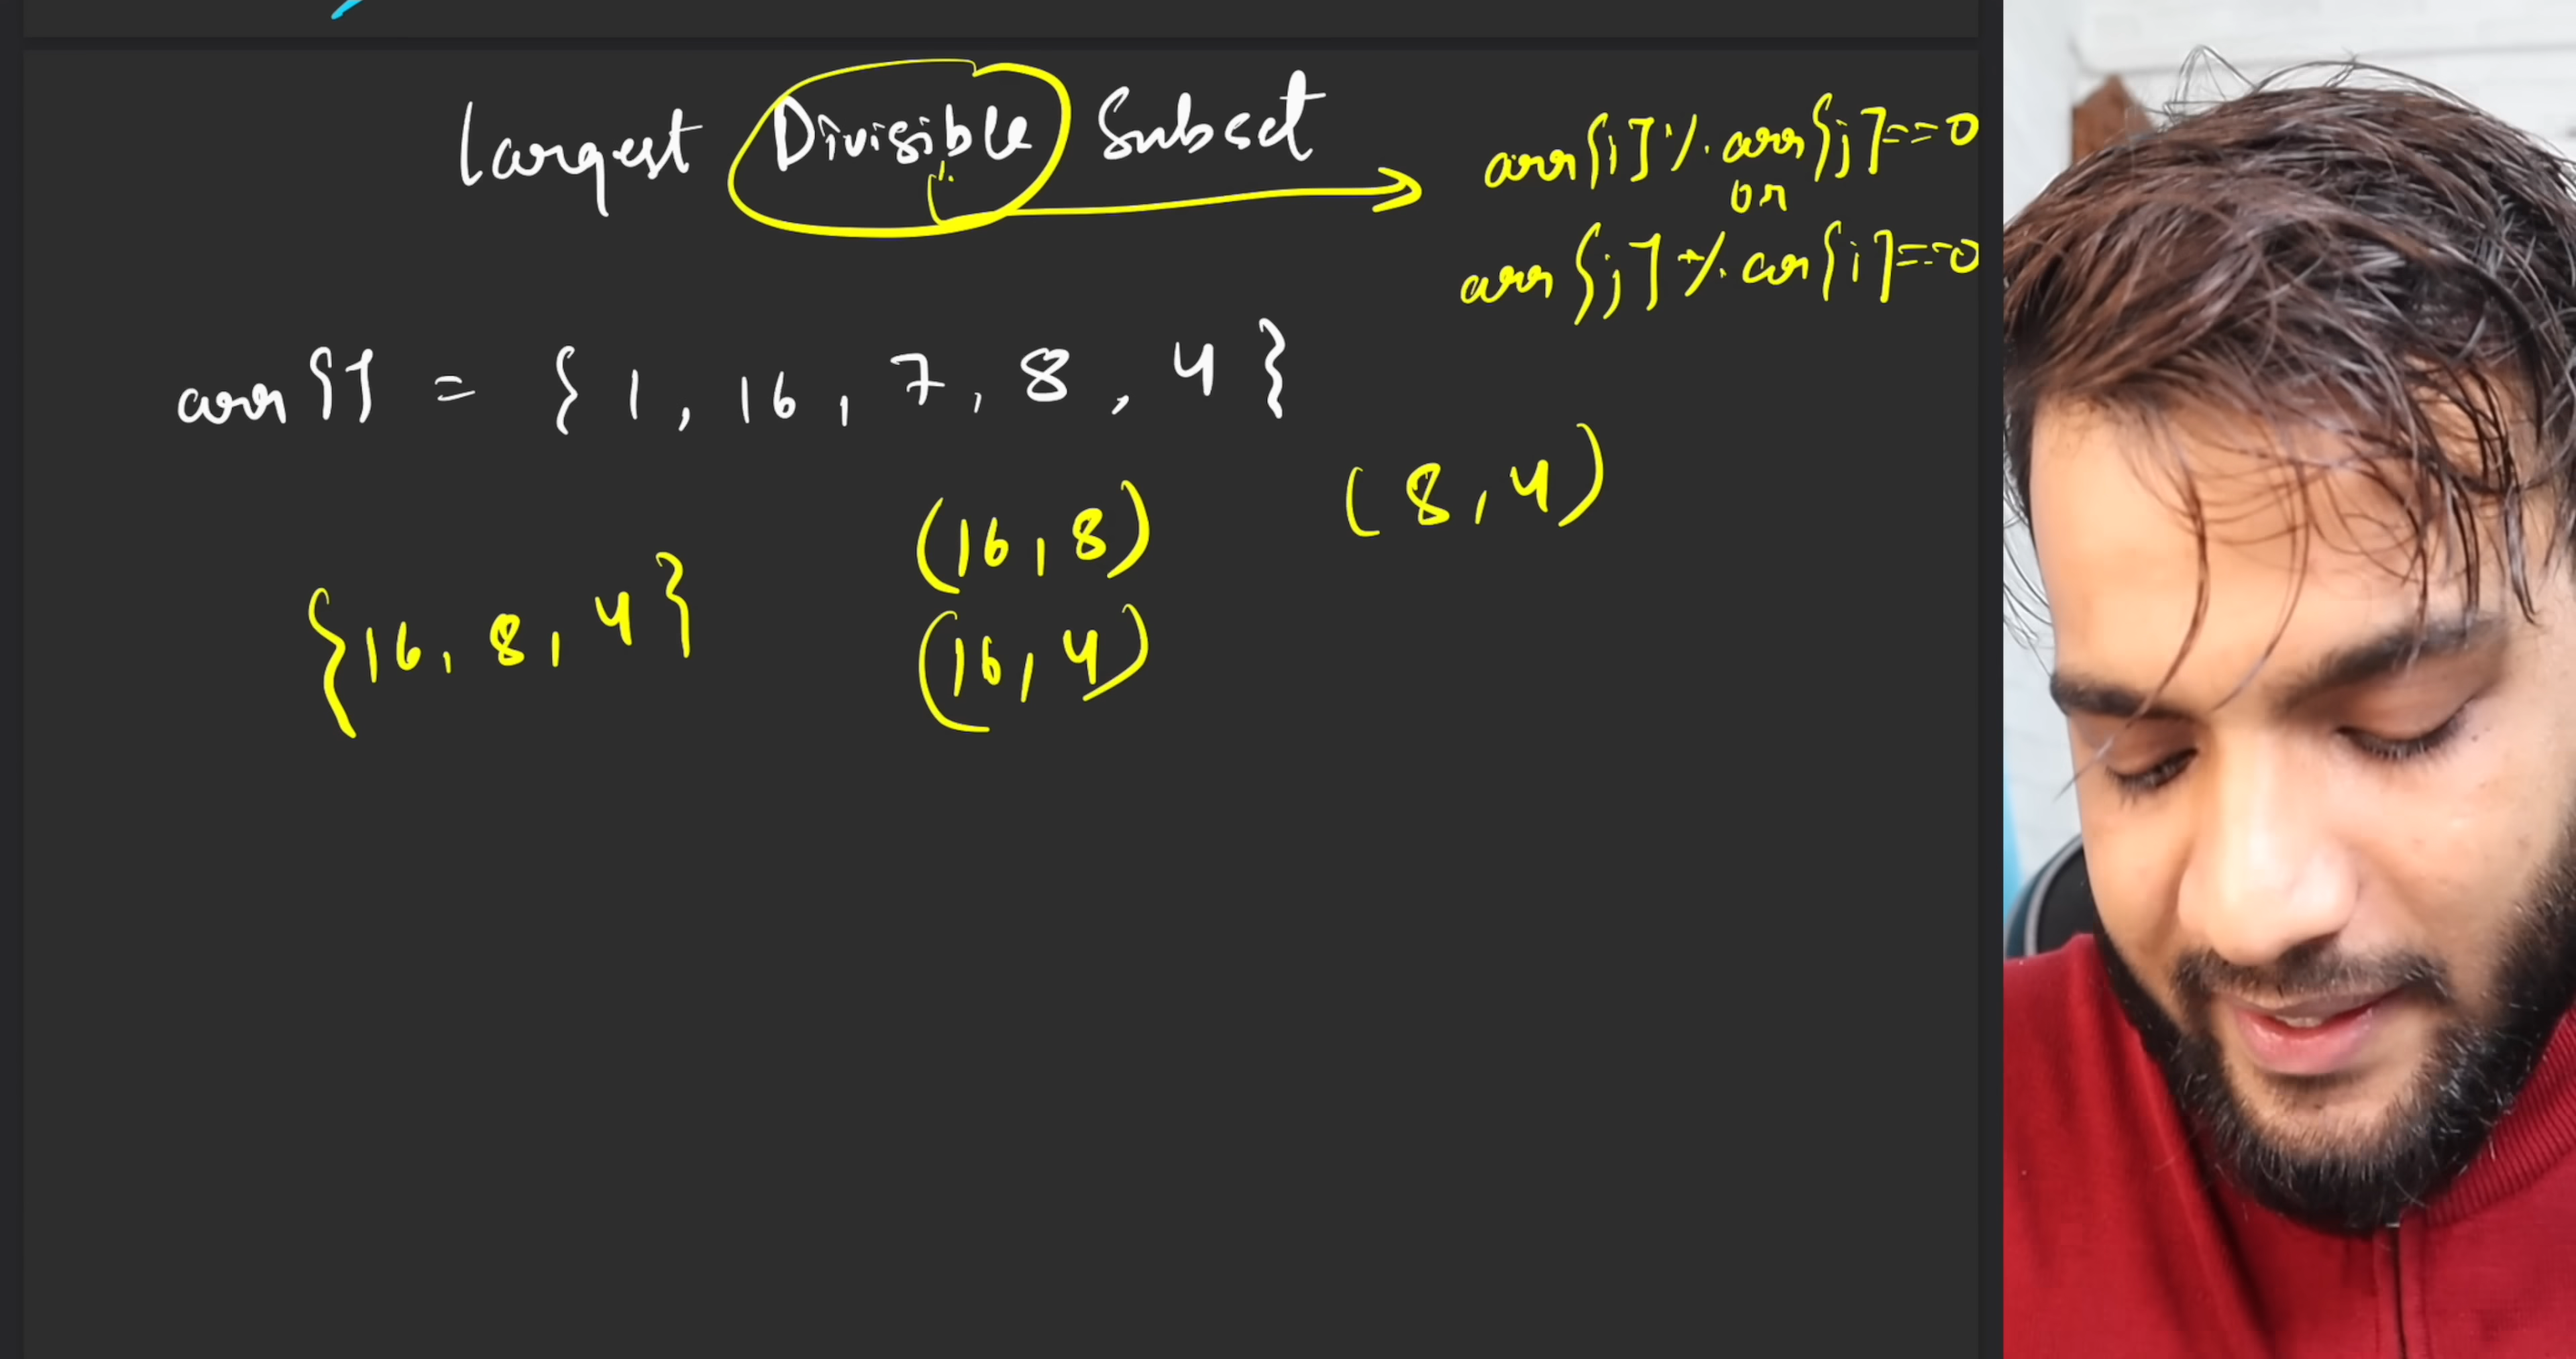 Largest Divisible Subset
arr[i] % arr[j] == 0
or
arr[j] % arr[i] == 0
arr[] = { 1, 16, 7, 8, 4 }
(16, 8) (8, 4)
{16, 8, 4} (16, 4)